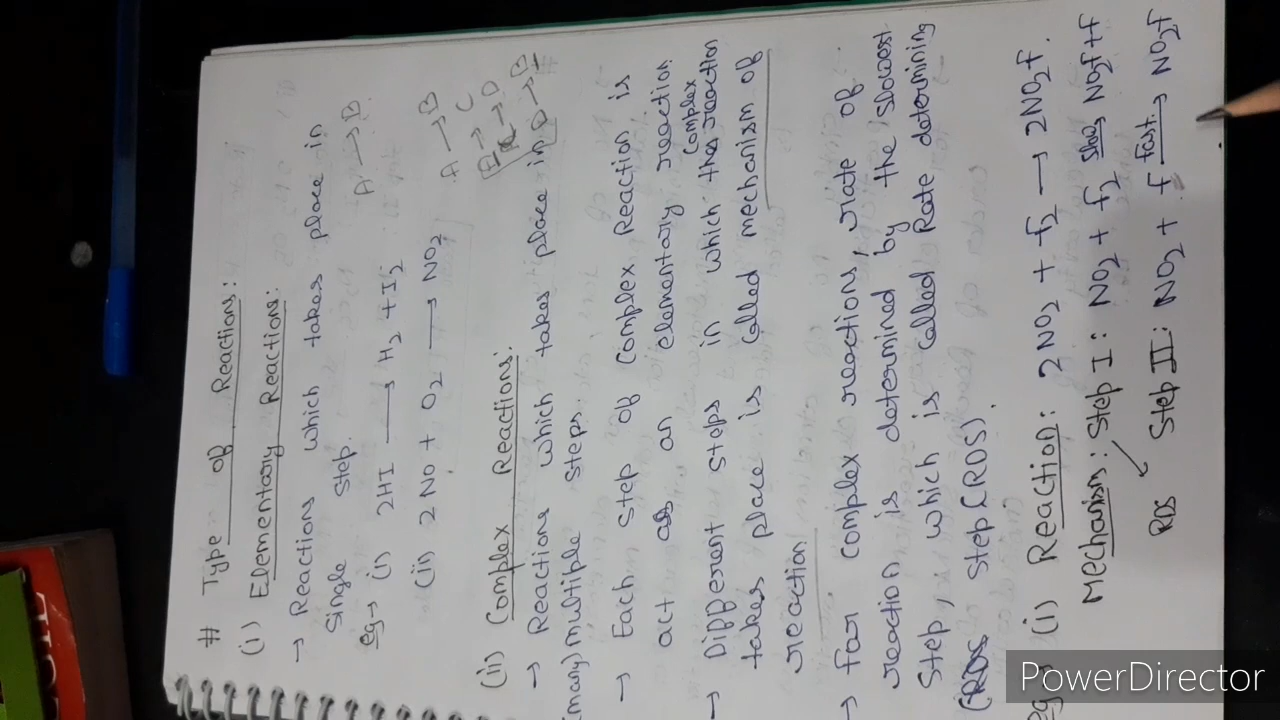 # Type of Reactions:
(i) Elementary Reactions:
→ Reactions which takes place in
single step. A → B
eg → (i) 2HI → H2 + I2
(ii) 2 NO + O2 → NO2
A → B
→ C
→ D
D → E
(ii) Complex Reactions:
→ Reactions which takes place in
(many) multiple steps.
→ Each step of Complex Reaction is
act as an elementary reaction
→ Different steps in which the complex reaction
takes place is called mechanism of
reaction
→ For complex reactions, rate of
reaction is determined by the slowest
Step, which is called Rate determining
Step (RDS).
eg → (i) Reaction: 2 NO2 + F2 → 2NO2F.
Mechanism: Step I: NO2 + F2 Slow→ NO2F + F
RDS
Step II: NO2 + F Fast→ NO2F
PowerDirector